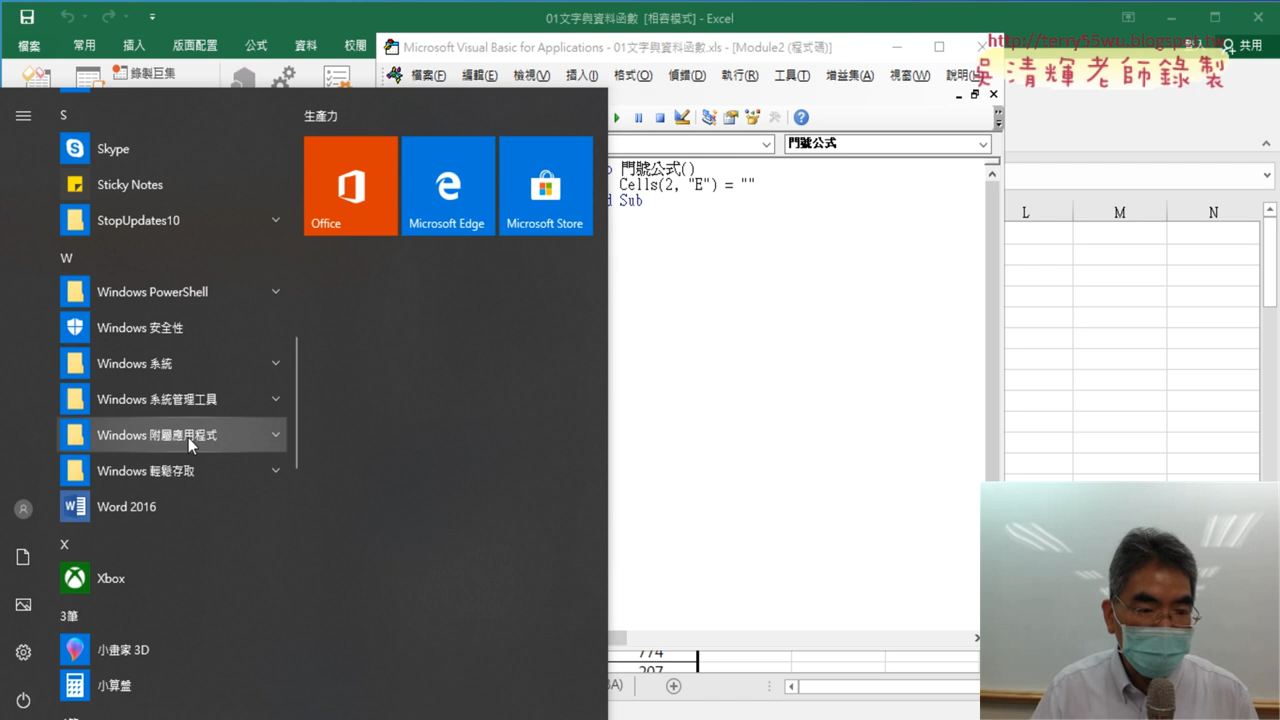 01文字與資料函數 [相容模式] - Excel
檔案
常用
插入
版面配置
公式
資料
校閱
登入
共用
錄製巨集
Microsoft Visual Basic for Applications - 01文字與資料函數.xls - [Module2 (程式碼)]
http://terry55wu.blogspot.tw
吳清輝老師錄製
檔案(F)
編輯(E)
檢視(V)
插入(I)
格式(O)
偵錯(D)
執行(R)
工具(T)
增益集(A)
視窗(W)
說明(H)
門號公式
門號公式()
Cells(2, "E") = ""
d Sub
L
M
N
774
207
S
Skype
Sticky Notes
StopUpdates10
W
Windows PowerShell
Windows 安全性
Windows 系統
Windows 系統管理工具
Windows 附屬應用程式
Windows 輕鬆存取
Word 2016
X
Xbox
3筆
小畫家 3D
小算盤
生產力
Office
Microsoft Edge
Microsoft Store